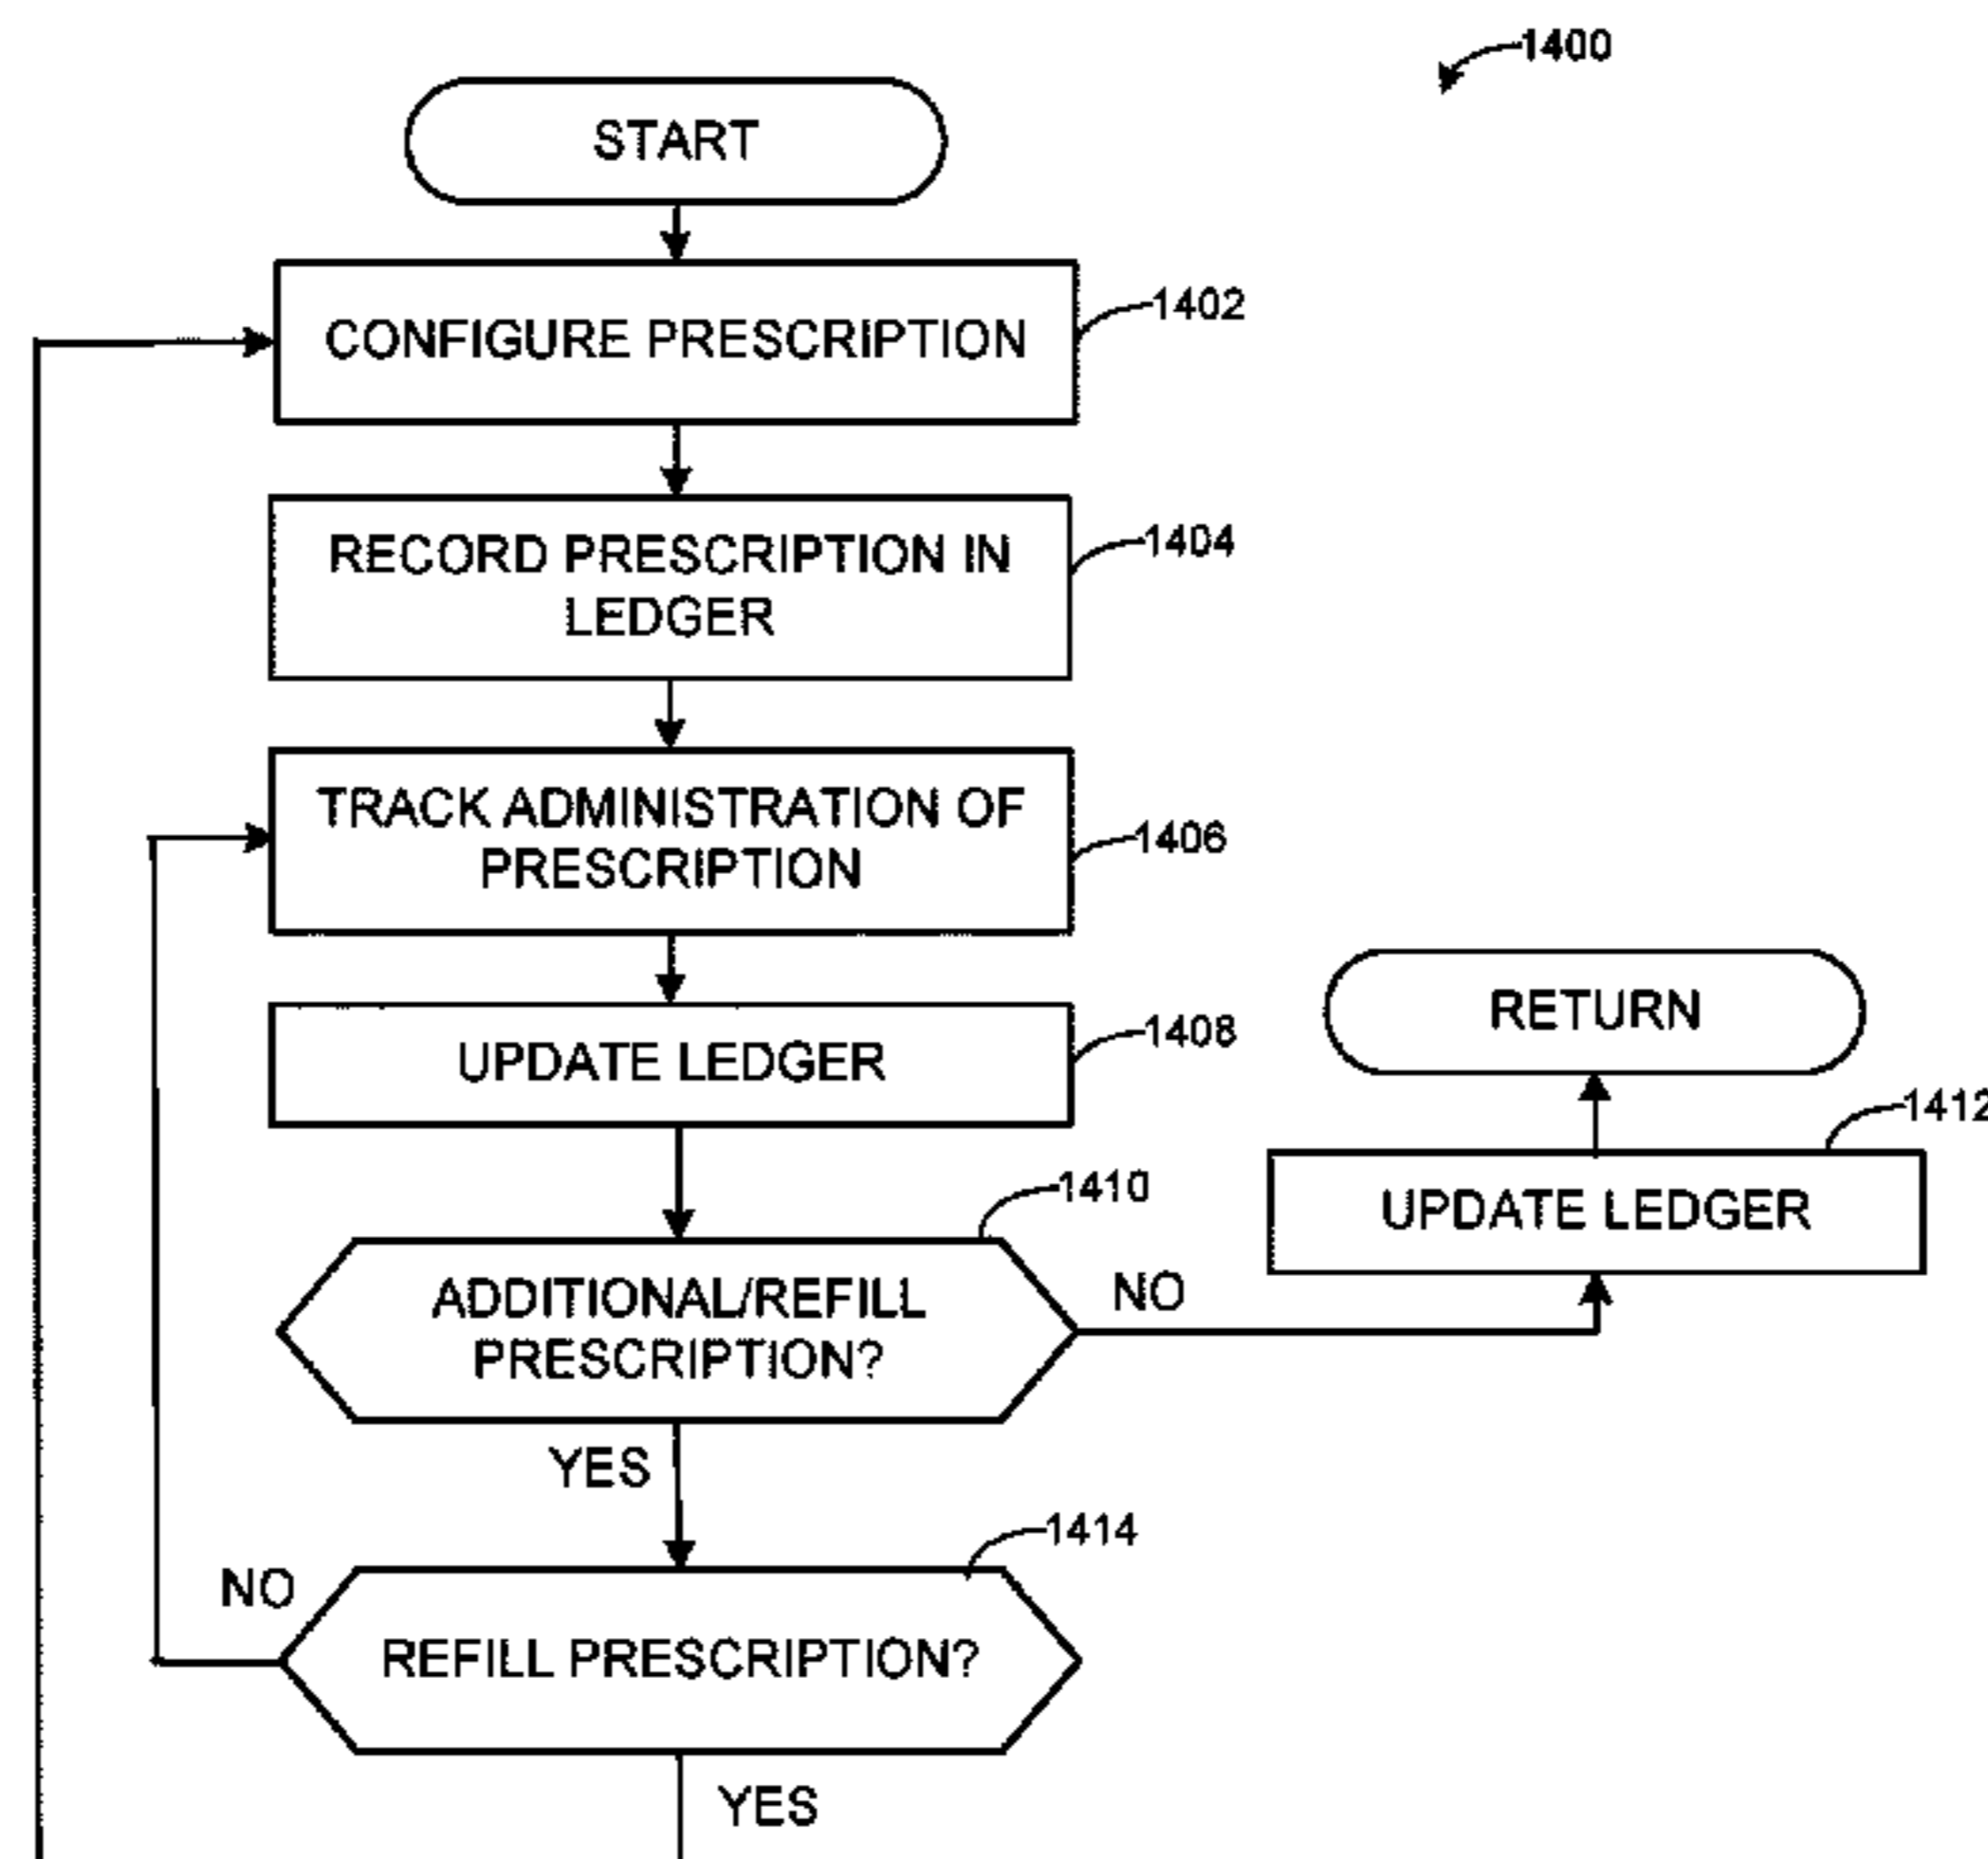 1400
START
CONFIGURE PRESCRIPTION
1402
RECORD PRESCRIPTION IN
LEDGER
1404
TRACK ADMINISTRATION OF
PRESCRIPTION
1406
UPDATE LEDGER
1408
RETURN
1412
UPDATE LEDGER
1410
ADDITIONAL/REFILL
PRESCRIPTION?
NO
YES
1414
NO
REFILL PRESCRIPTION?
YES